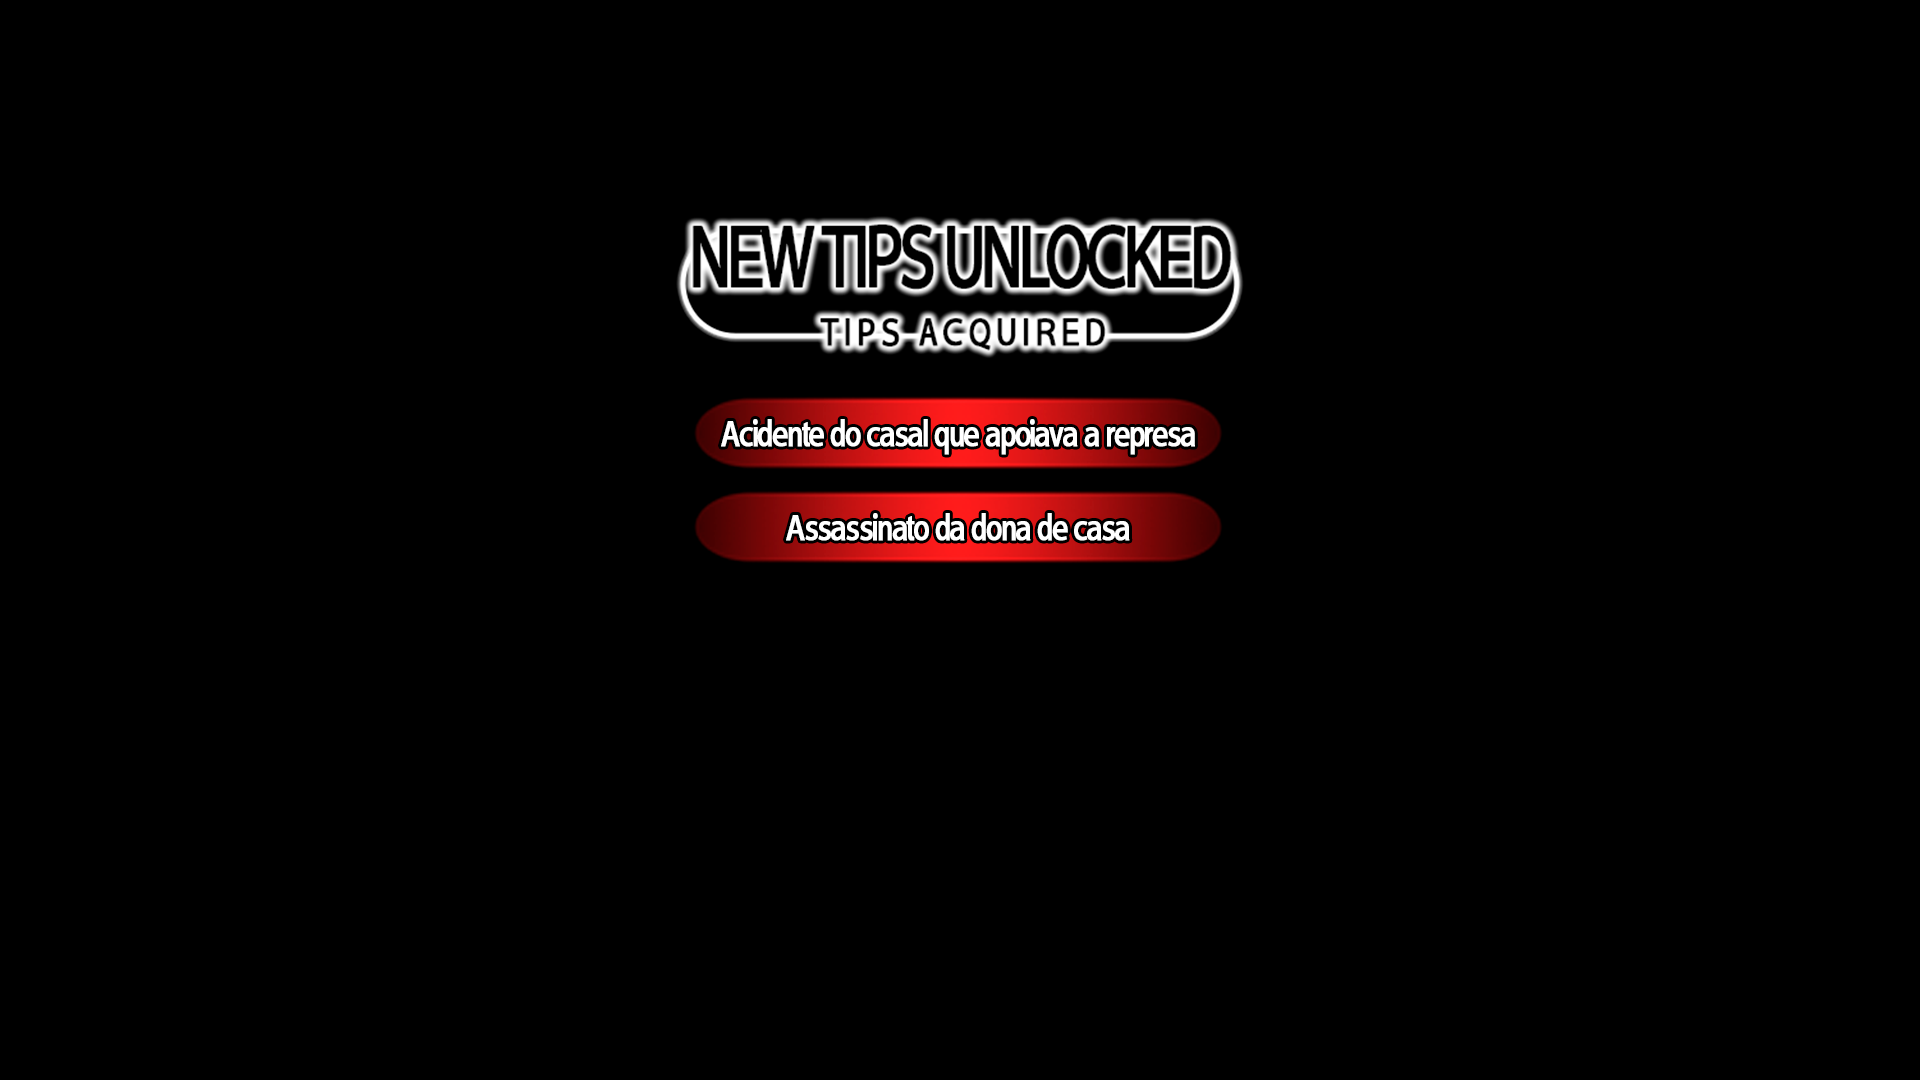 NEW TIPS UNLOCKED
TIPS ACQUIRED
Acidente do casal que apoiava a represa
Assassinato da dona de casa